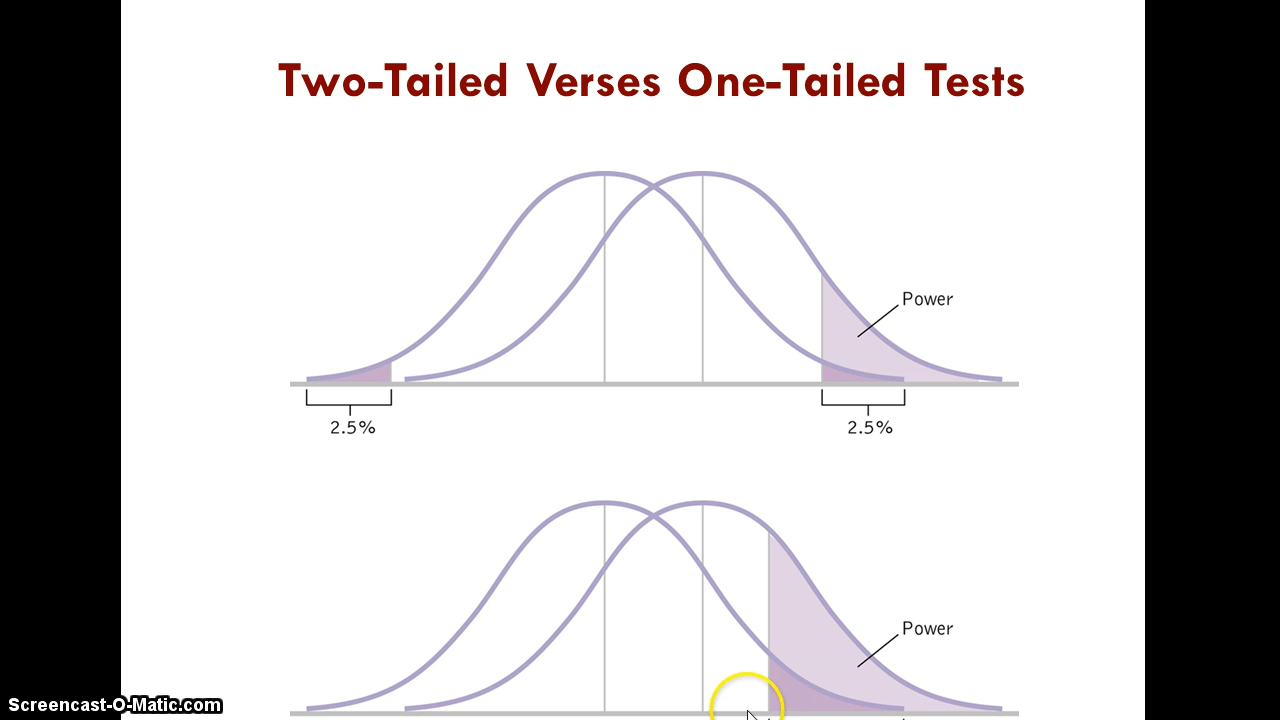 Two-Tailed Verses One-Tailed Tests
Power
2.5%
2.5%
Power
Screencast-O-Matic.com